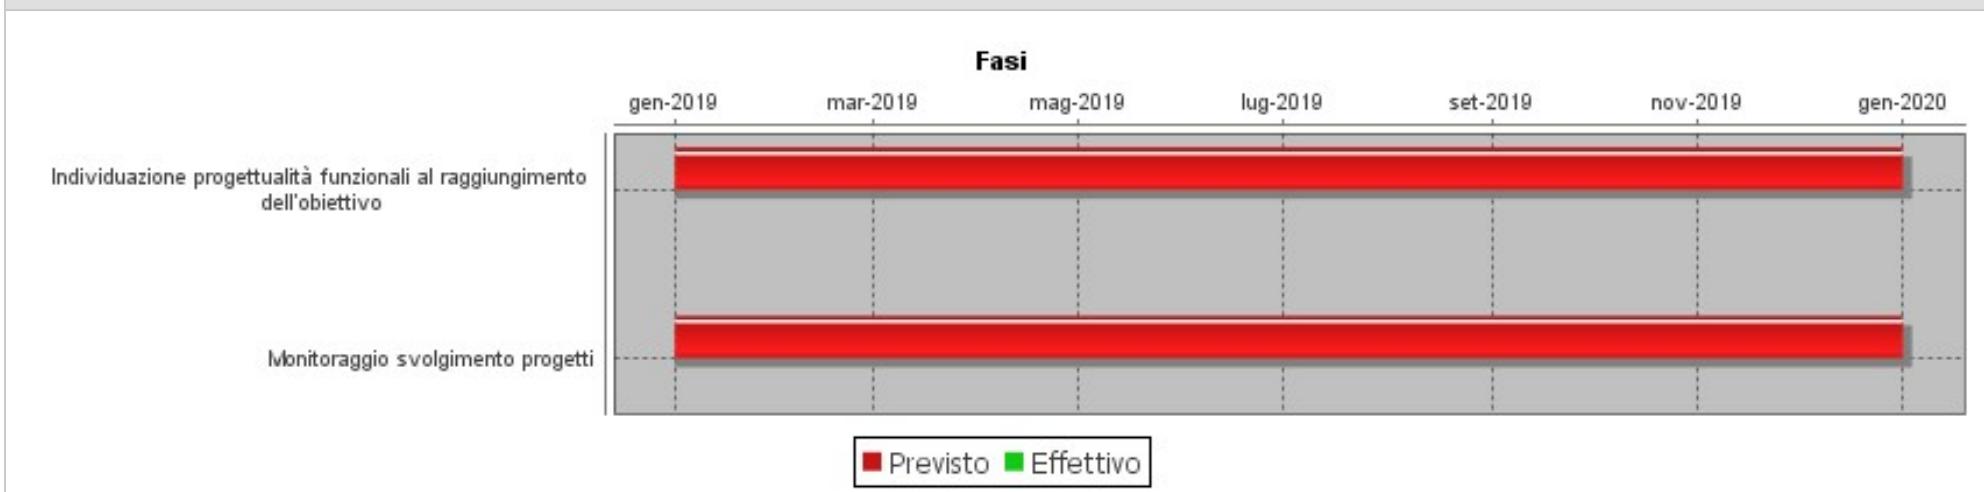 Fasi
gen-2019 mar-2019 mag-2019 lug-2019 set-2019 nov-2019 gen-2020
Individuazione progettualità funzionali al raggiungimento
dell'obiettivo
Monitoraggio svolgimento progetti
Previsto Effettivo